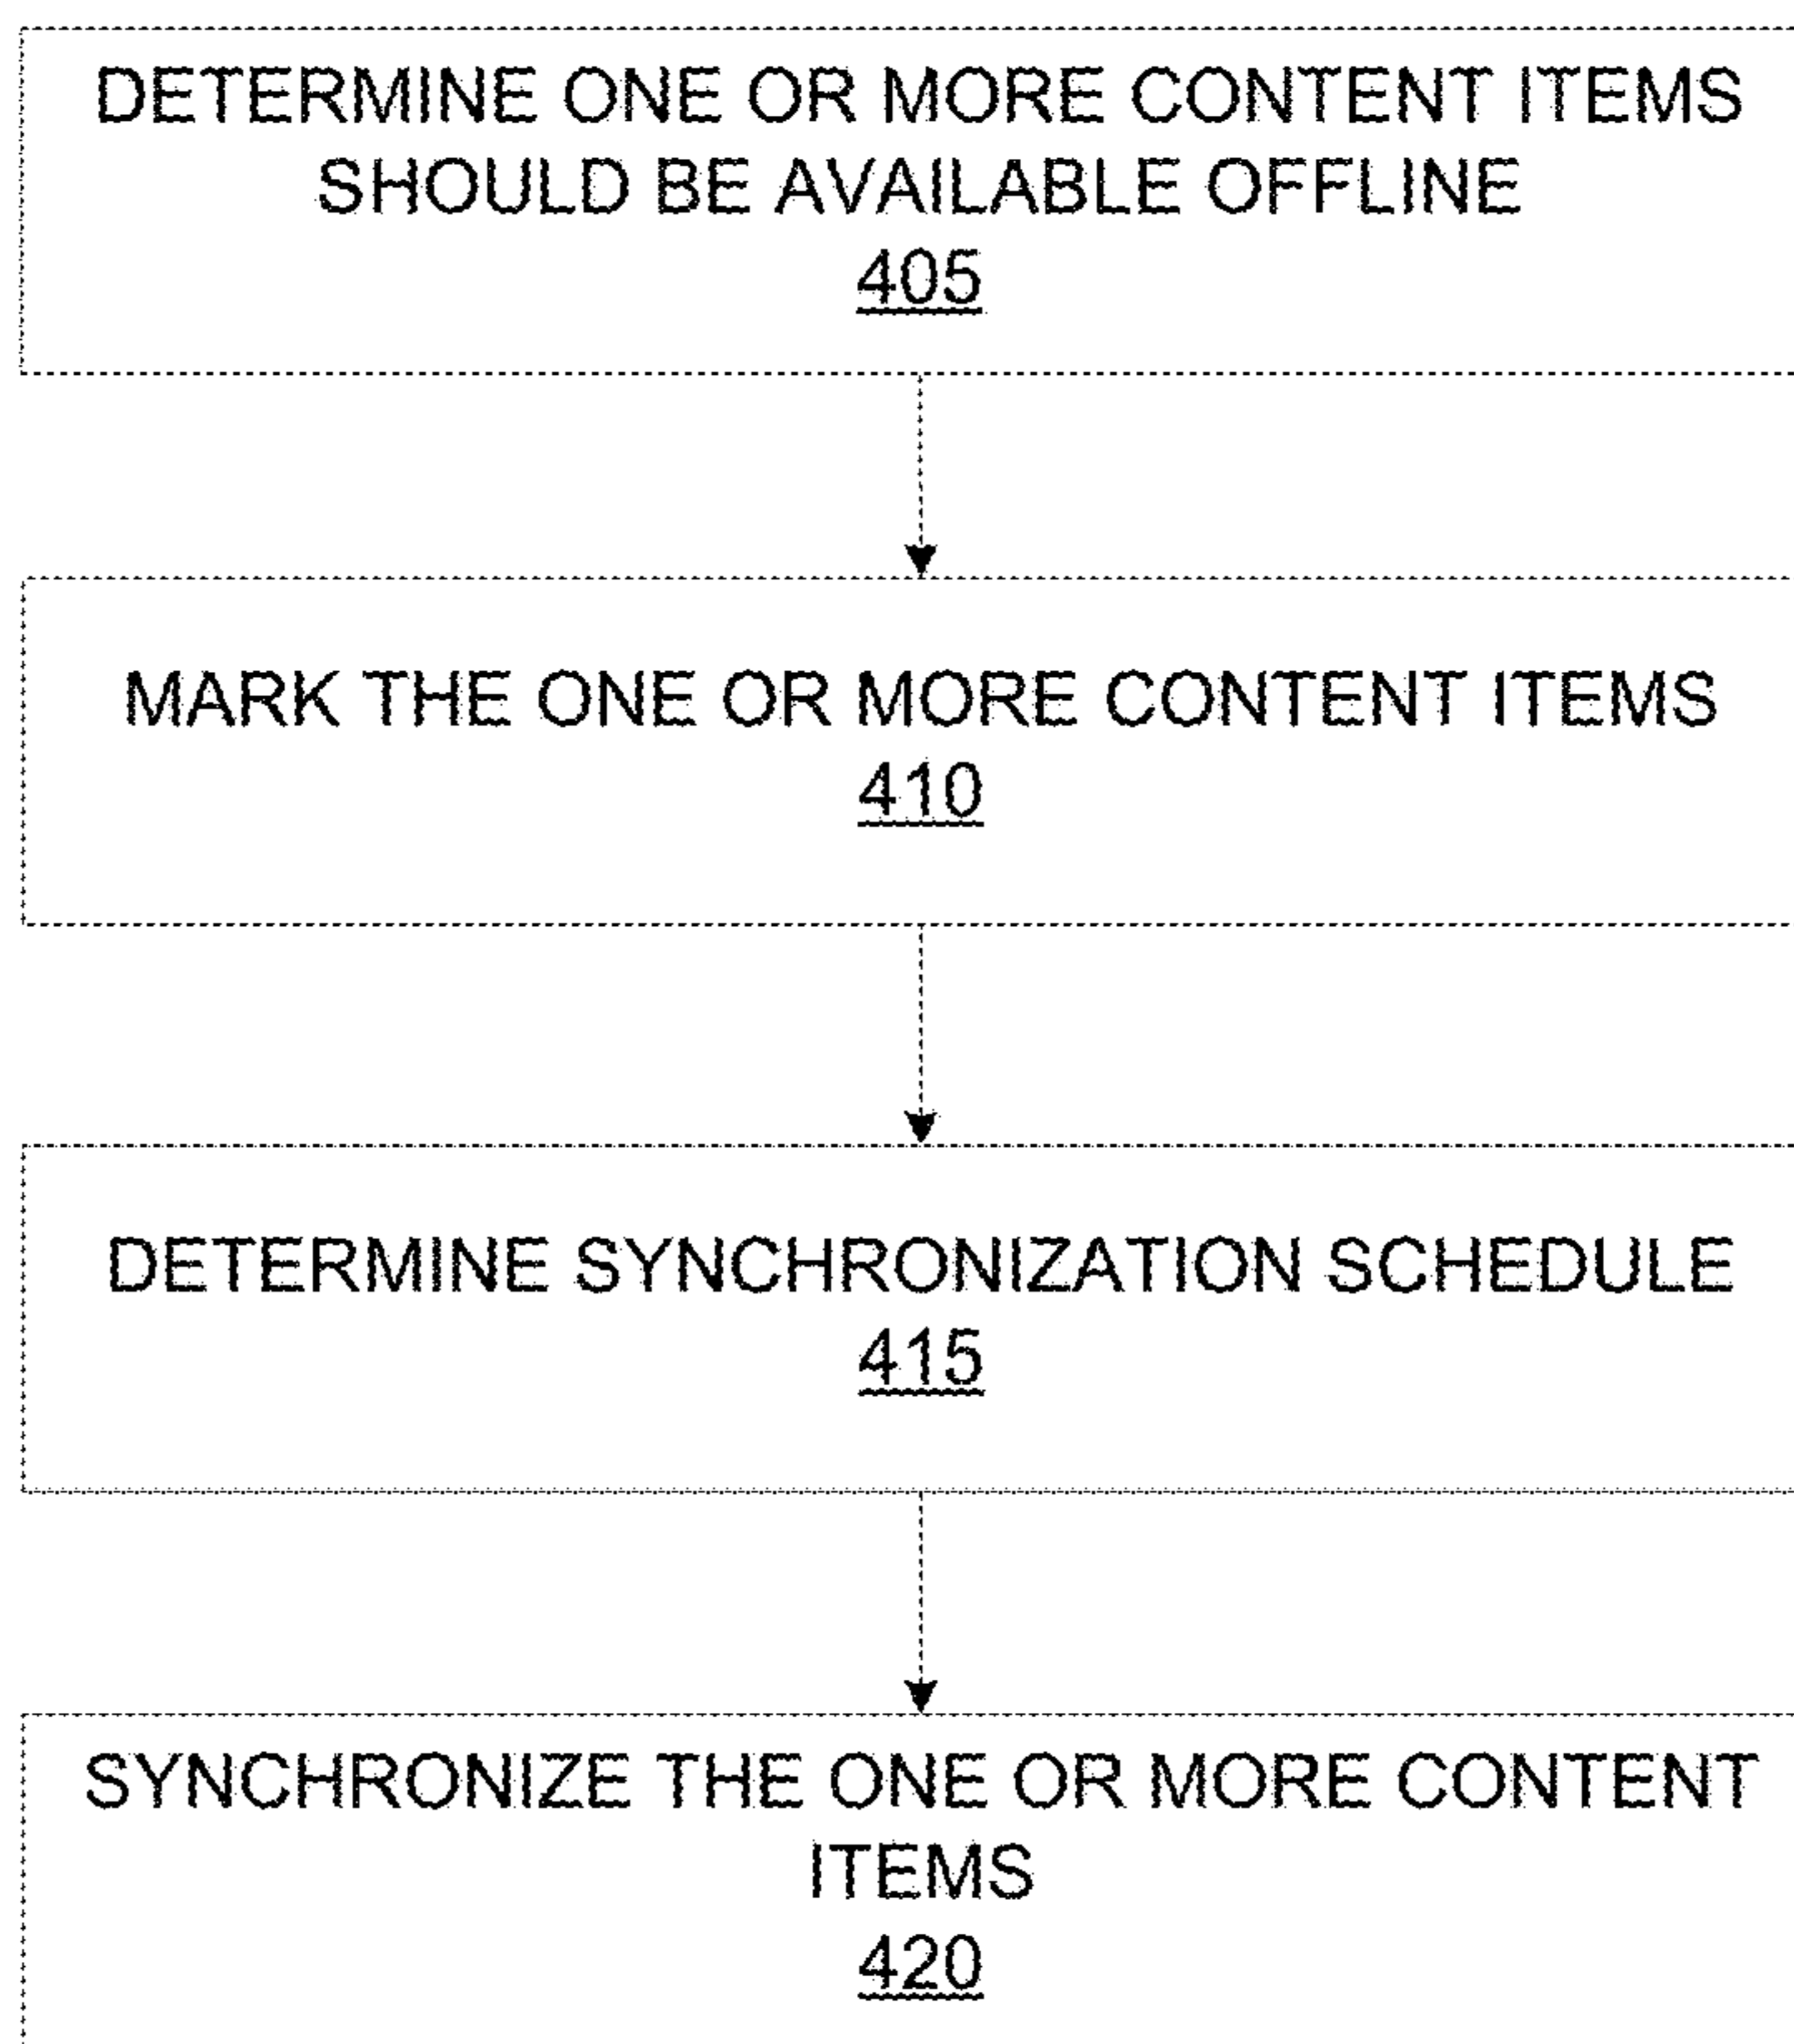 DETERMINE ONE OR MORE CONTENT ITEMS
SHOULD BE AVAILABLE OFFLINE
405
MARK THE ONE OR MORE CONTENT ITEMS
410
DETERMINE SYNCHRONIZATION SCHEDULE
415
SYNCHRONIZE THE ONE OR MORE CONTENT
ITEMS
420